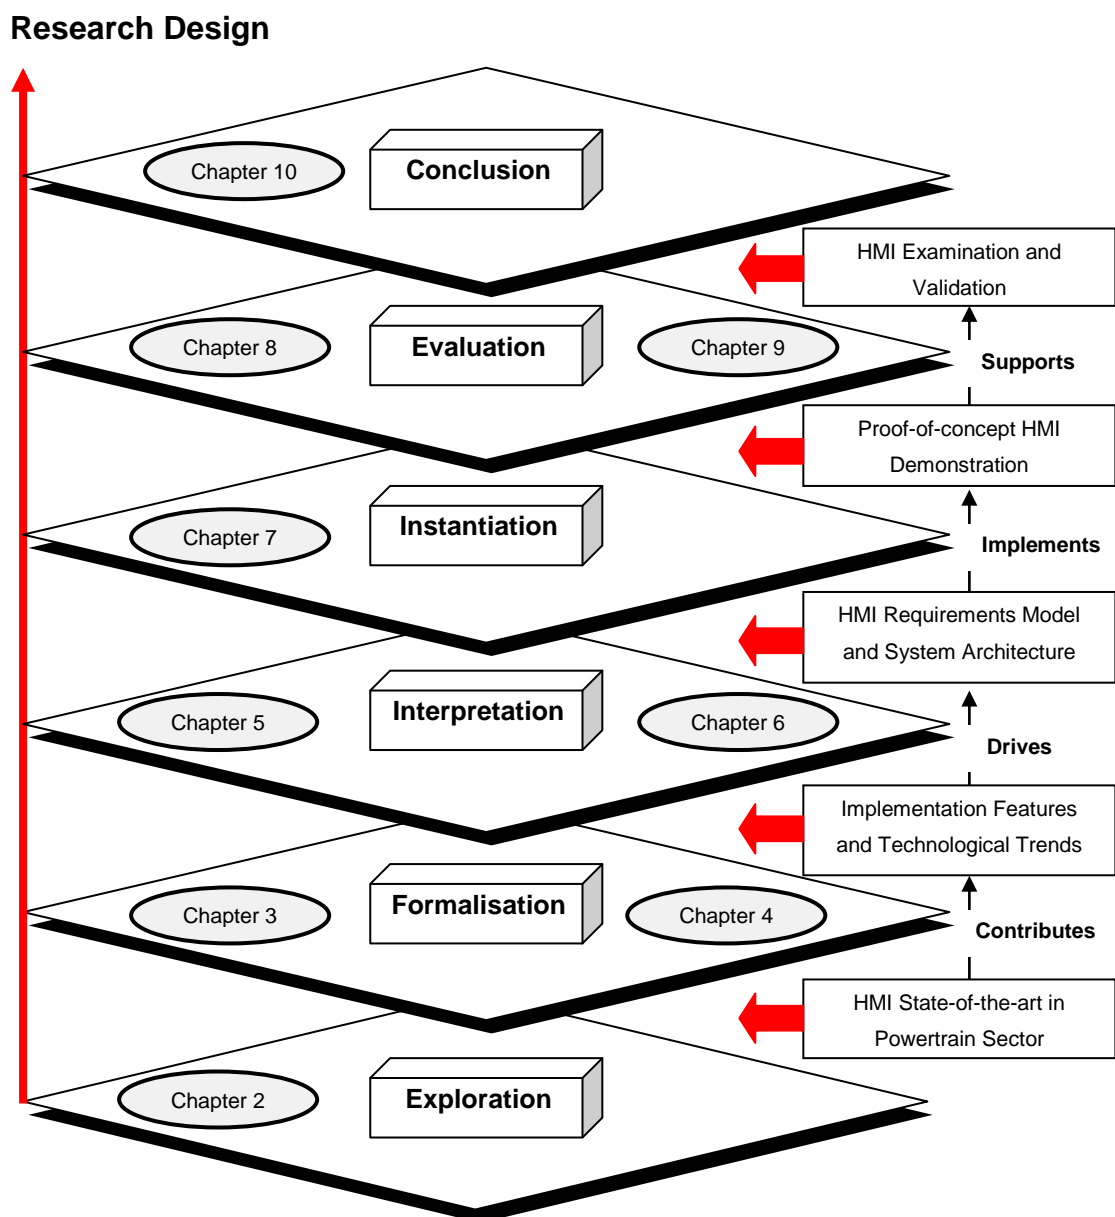 Research Design
Chapter 10
Conclusion
HMI Examination and
Validation
Chapter 8
Evaluation
Chapter 9
Supports
Proof-of-concept HMI
Demonstration
Chapter 7
Instantiation
Implements
HMI Requirements Model
and System Architecture
Chapter 5
Interpretation
Chapter 6
Drives
Implementation Features
and Technological Trends
Chapter 3
Formalisation
Chapter 4
Contributes
HMI State-of-the-art in
Powertrain Sector
Chapter 2
Exploration